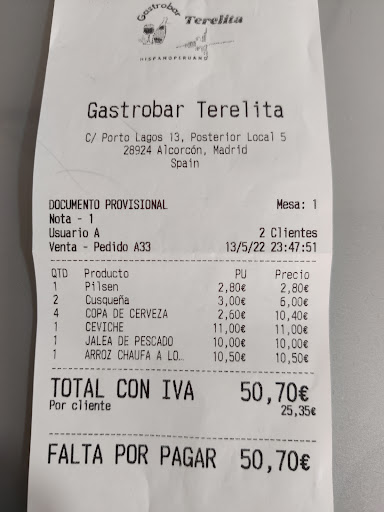 Gastrobar Terelita
HISPANOPERUANO
Gastrobar Terelita
C/ Porto Lagos 13, Posterior Local 5
28924 Alcorcón, Madrid
Spain
DOCUMENTO PROVISIONAL Mesa: 1
Nota - 1
Usuario A 2 Clientes
Venta - Pedido A33 13/5/22 23:47:51
QTD Producto PU Precio
1 Pilsen 2,80€ 2,80€
2 Cusqueña 3,00€ 6,00€
4 COPA DE CERVEZA 2,60€ 10,40€
1 CEVICHE 11,00€ 11,00€
1 JALEA DE PESCADO 10,00€ 10,00€
1 ARROZ CHAUFA A LO... 10,50€ 10,50€
TOTAL CON IVA 50,70€
Por cliente 25,35€
FALTA POR PAGAR 50,70€